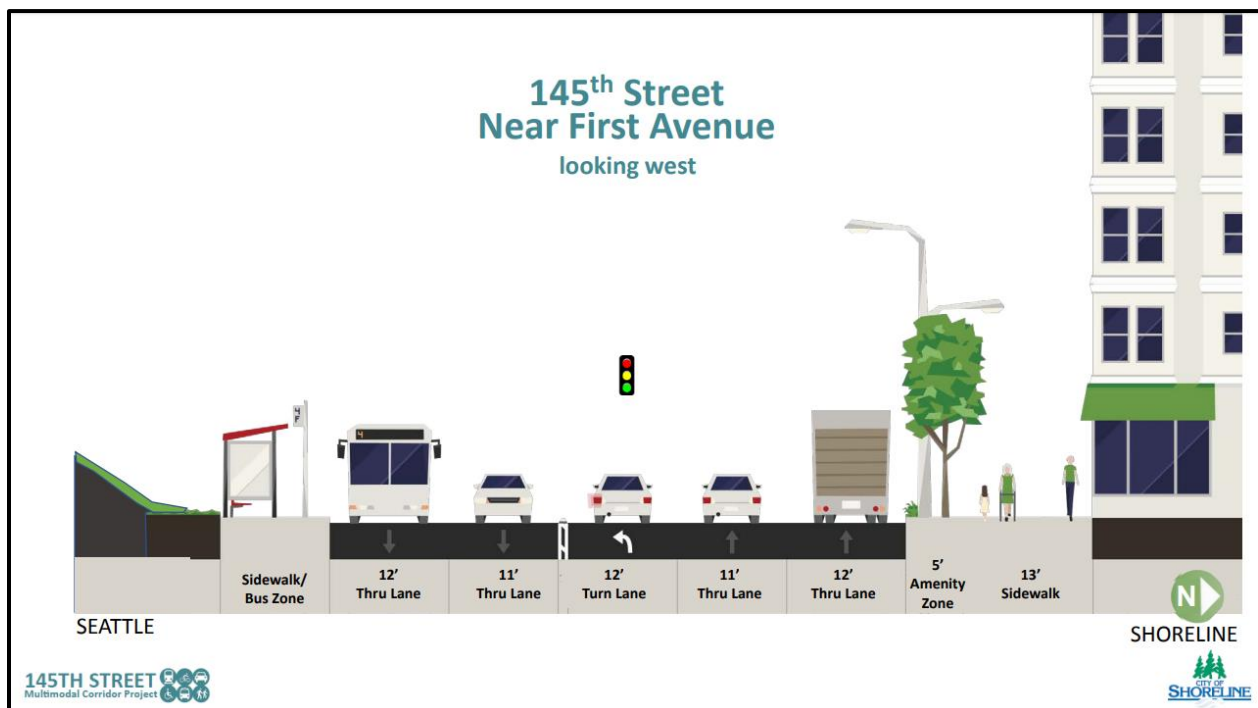 145th Street
Near First Avenue
looking west
4
Sidewalk/
Bus Zone
12’
Thru Lane
11’
Thru Lane
12’
Turn Lane
11’
Thru Lane
12’
Thru Lane
5’
Amenity
Zone
13’
Sidewalk
N
SEATTLE
SHORELINE
145TH STREET
Multimodal Corridor Project
CITY OF
SHORELINE